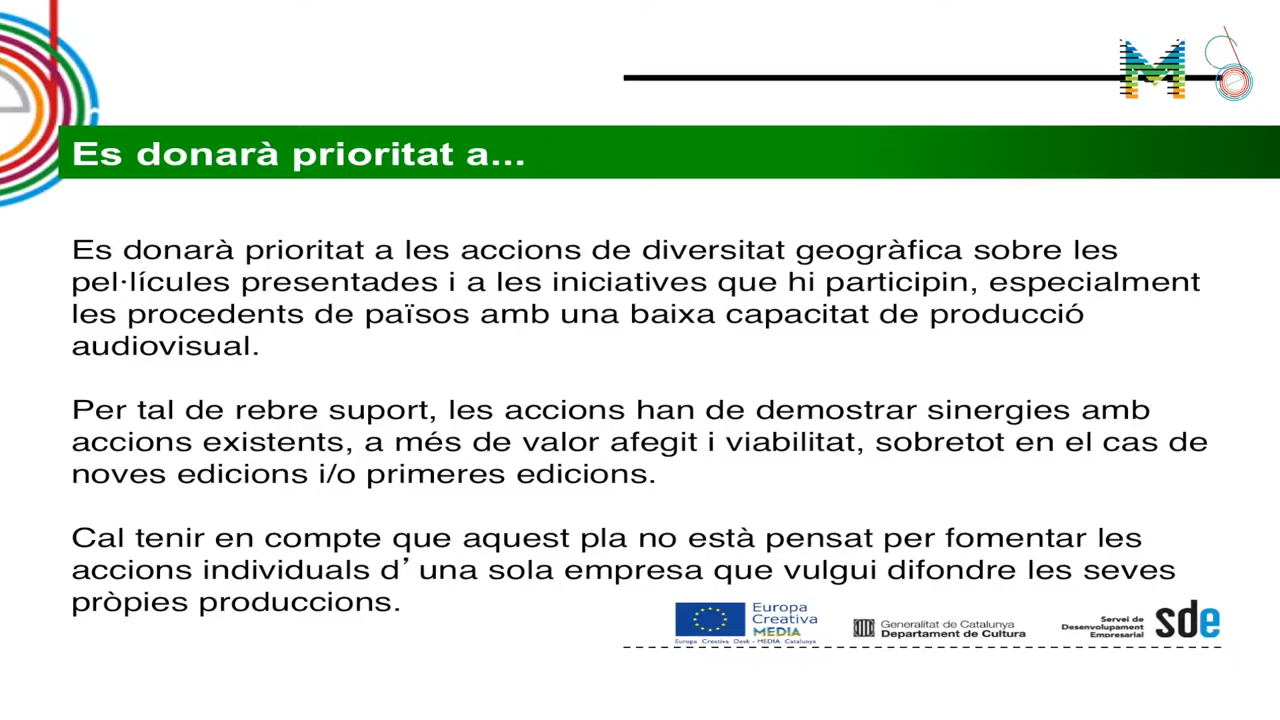 Es donarà prioritat a...
Es donarà prioritat a les accions de diversitat geogràfica sobre les
pel·lícules presentades i a les iniciatives que hi participin, especialment
les procedents de països amb una baixa capacitat de producció
audiovisual.
Per tal de rebre suport, les accions han de demostrar sinergies amb
accions existents, a més de valor afegit i viabilitat, sobretot en el cas de
noves edicions i/o primeres edicions.
Cal tenir en compte que aquest pla no està pensat per fomentar les
accions individuals d’ una sola empresa que vulgui difondre les seves
pròpies produccions.
Europa
Creativa
MEDIA
Europa Creativa Desk - MEDIA Catalunya
Generalitat de Catalunya
Departament de Cultura
Servei de
Desenvolupament
Empresarial
sde